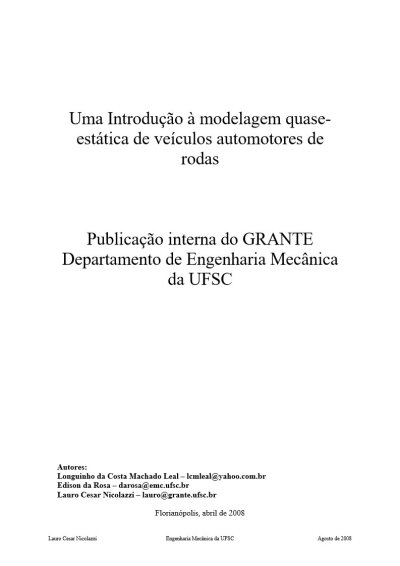 Uma Introdução à modelagem quase-
estática de veículos automotores de
rodas
Publicação interna do GRANTE
Departamento de Engenharia Mecânica
da UFSC
Autores:
Longuinho da Costa Machado Leal – lcmleal@yahoo.com.br
Edison da Rosa – darosa@emc.ufsc.br
Lauro Cesar Nicolazzi – lauro@grante.ufsc.br
Florianópolis, abril de 2008
Lauro Cesar Nicolazzi Engenharia Mecânica da UFSC Agosto de 2008